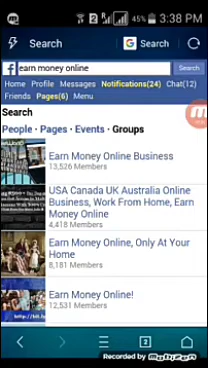 2 45% 3:38 PM
Search G Search
f earn money online Search
Home Profile Messages Notifications(24) Chat(12)
Friends Pages(6) Menu
Search
People · Pages · Events · Groups
Earn Money Online Business
13,526 Members
USA Canada UK Australia Online
Business, Work From Home, Earn
Money Online
4,418 Members
Earn Money Online, Only At Your
Home
8,181 Members
Earn Money Online!
12,531 Members
2
Recorded by Mobizen